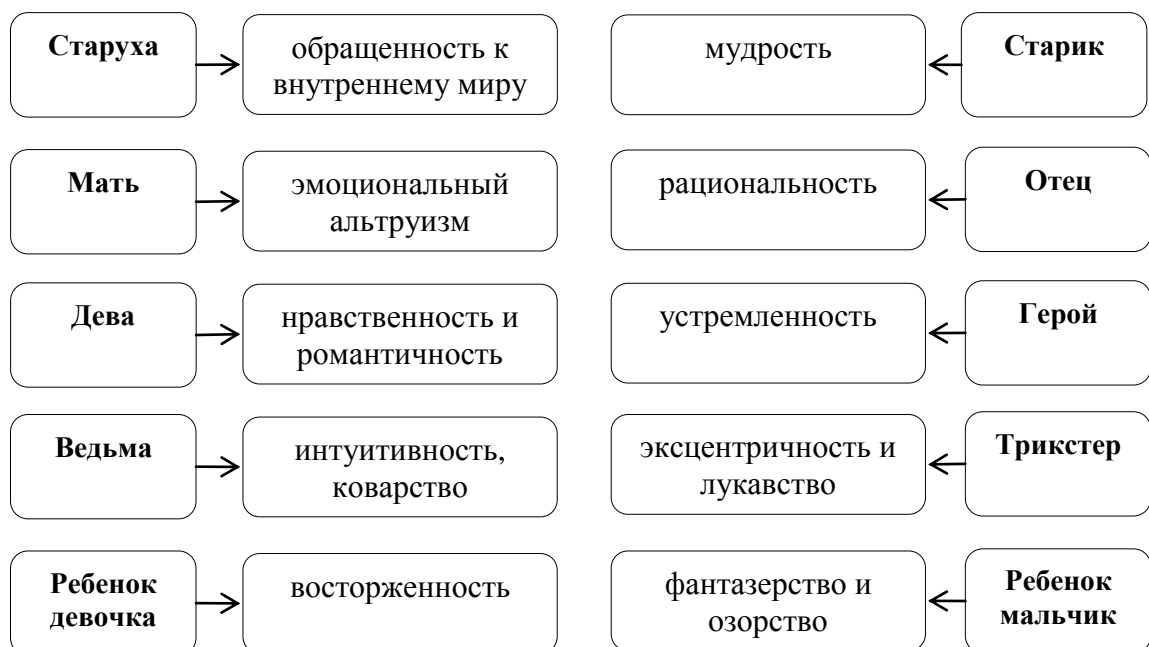 Старуха
обращенность к
внутреннему миру
мудрость
Старик
Мать
эмоциональный
альтруизм
рациональность
Отец
Дева
нравственность и
романтичность
устремленность
Герой
Ведьма
интуитивность,
коварство
эксцентричность и
лукавство
Трикстер
Ребенок
девочка
восторженность
фантазерство и
озорство
Ребенок
мальчик